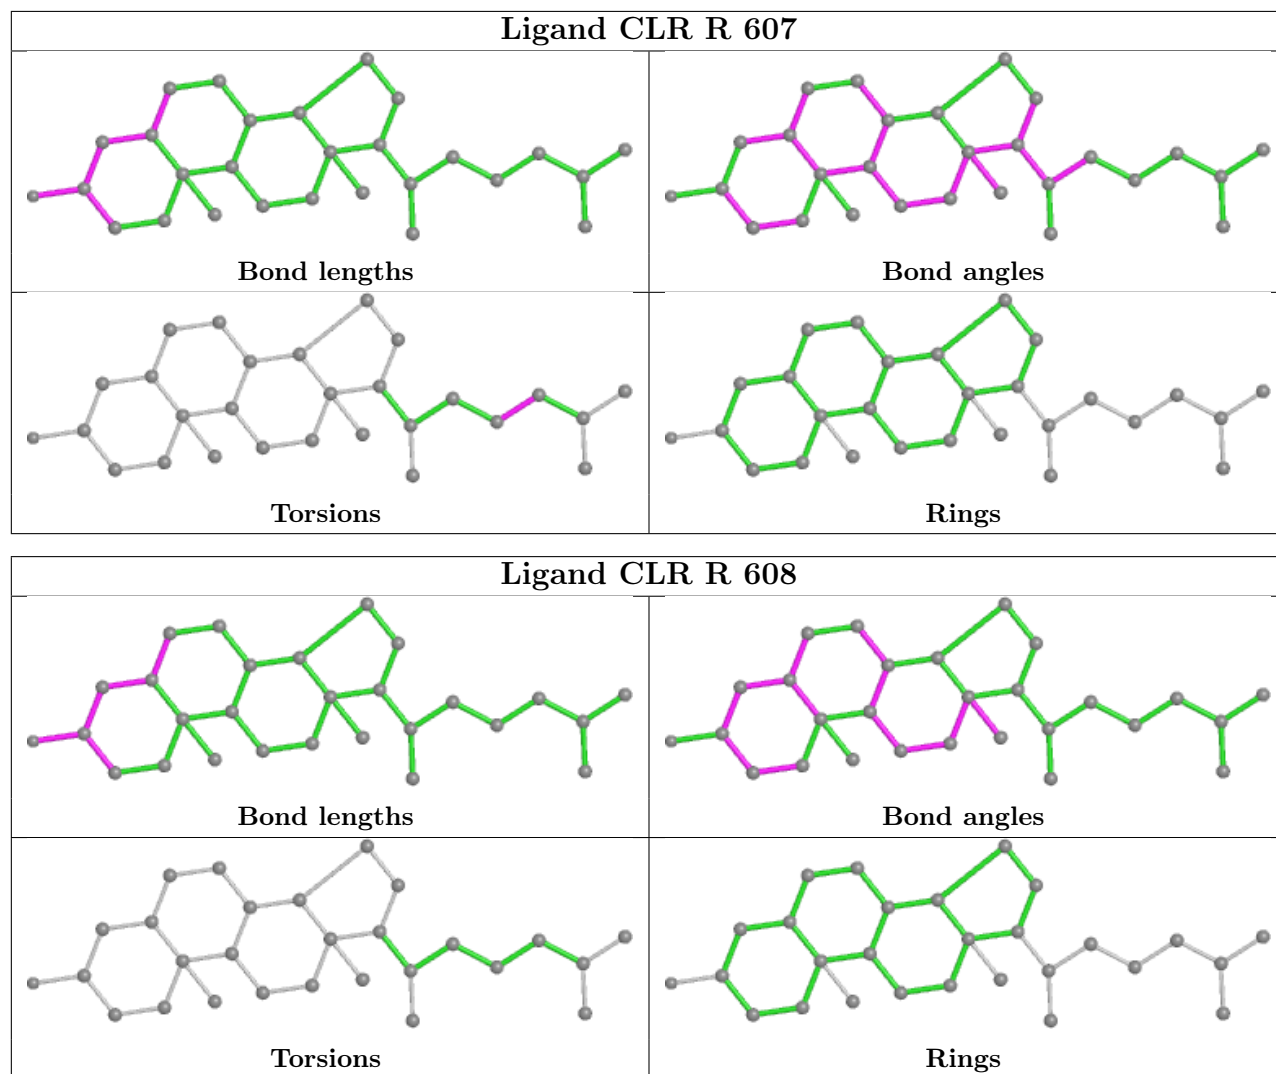 Ligand CLR R 607
Bond lengths
Bond angles
Torsions
Rings
Ligand CLR R 608
Bond lengths
Bond angles
Torsions
Rings